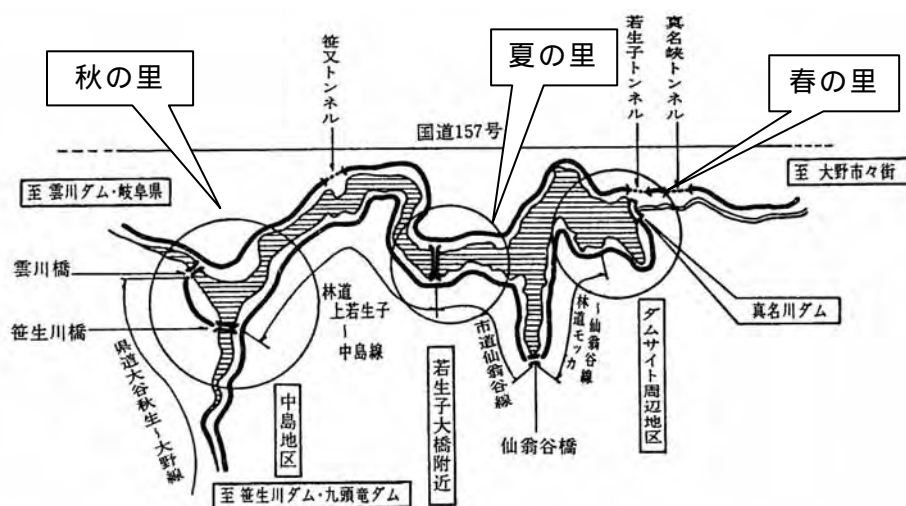 秋の里
夏の里
春の里
笹又トンネル
若生子トンネル
真名峡トンネル
国道157号
至 雲川ダム・岐阜県
至 大野市々街
雲川橋
笹生川橋
県道大谷秋生〜大野線
中島地区
林道
上若生子
〜
中島線
若生子大橋附近
市道仙翁谷線
仙翁谷橋
林道モッカ
〜仙翁谷線
ダムサイト周辺地区
真名川ダム
至 笹生川ダム・九頭竜ダム